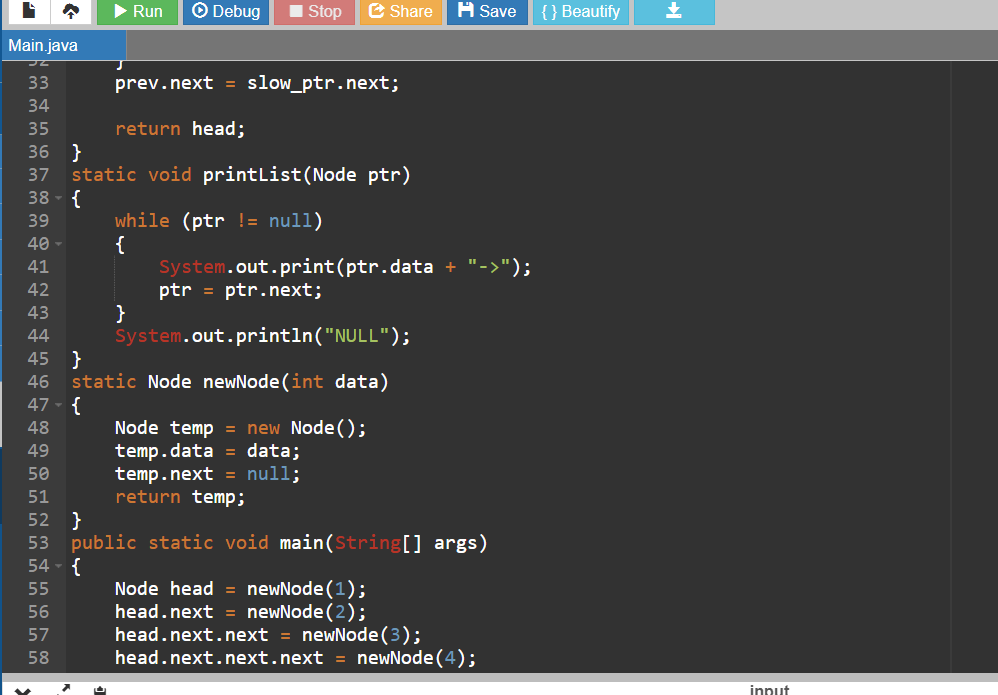 Run Debug Stop Share Save { } Beautify
Main.java
32 }
33 prev.next = slow_ptr.next;
34
35 return head;
36 }
37 static void printList(Node ptr)
38 {
39 while (ptr != null)
40 {
41 System.out.print(ptr.data + "->");
42 ptr = ptr.next;
43 }
44 System.out.println("NULL");
45 }
46 static Node newNode(int data)
47 {
48 Node temp = new Node();
49 temp.data = data;
50 temp.next = null;
51 return temp;
52 }
53 public static void main(String[] args)
54 {
55 Node head = newNode(1);
56 head.next = newNode(2);
57 head.next.next = newNode(3);
58 head.next.next.next = newNode(4);
input